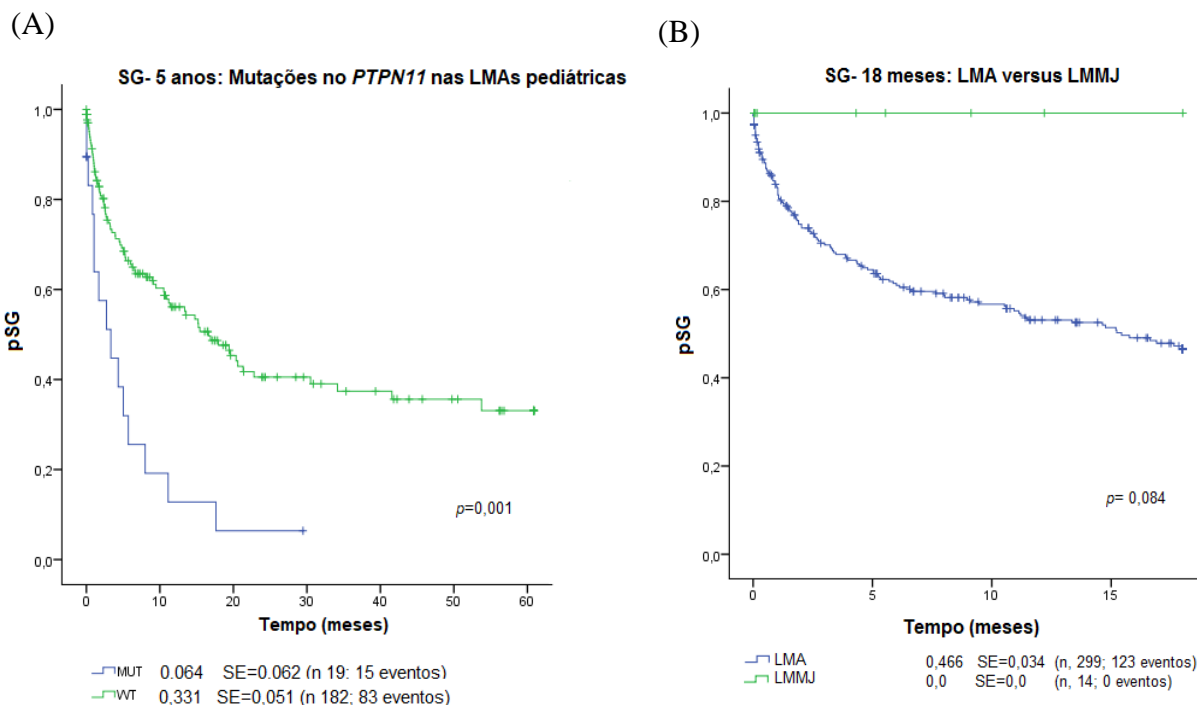 (A)
SG- 5 anos: Mutações no PTPN11 nas LMAs pediátricas
1,0
0,8
0,6
0,4
0,2
0,0
pSG
p=0,001
0 10 20 30 40 50 60
Tempo (meses)
MUT 0.064 SE=0.062 (n 19; 15 eventos)
WT 0,331 SE=0,051 (n 182; 83 eventos)
(B)
SG- 18 meses: LMA versus LMMJ
1,0
0,8
0,6
0,4
0,2
0,0
pSG
p= 0,084
0 5 10 15
Tempo (meses)
LMA 0,466 SE=0,034 (n, 299; 123 eventos)
LMMJ 0,0 SE=0,0 (n, 14; 0 eventos)